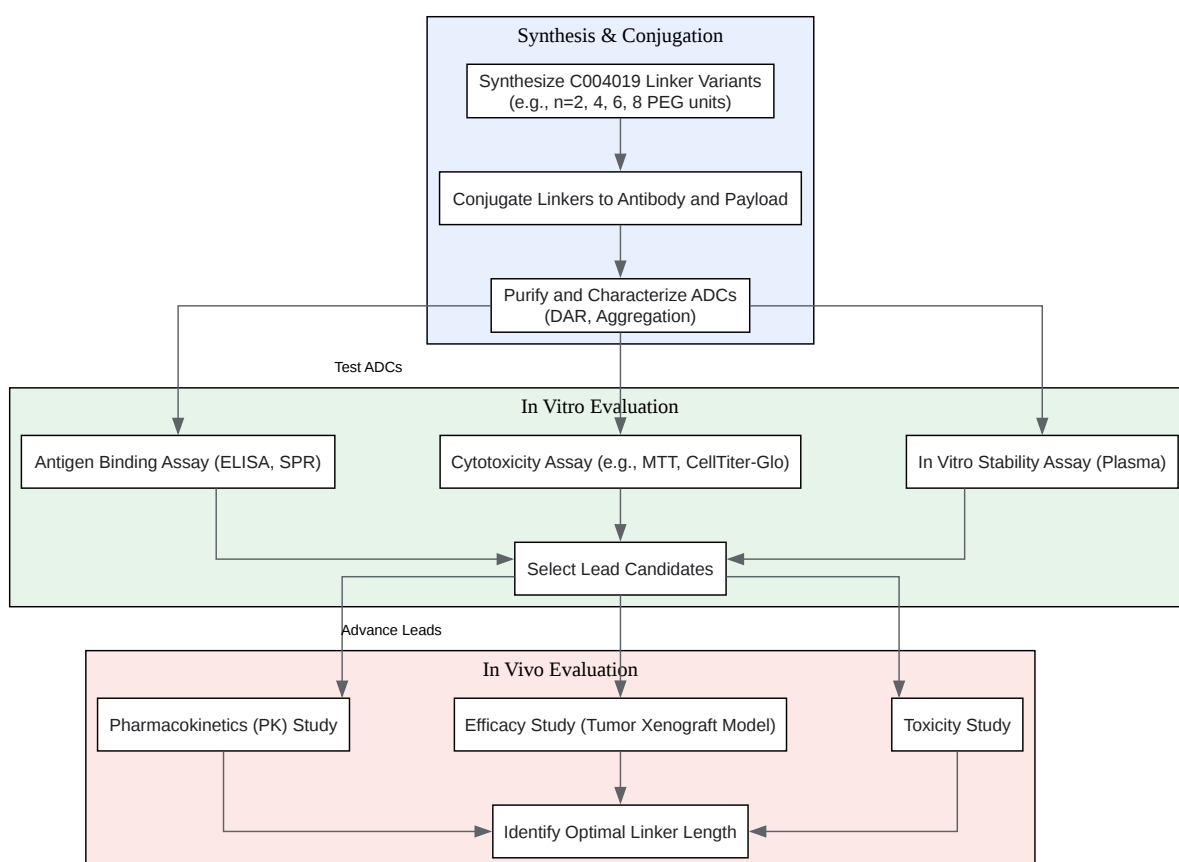 Synthesis & Conjugation
Synthesize C004019 Linker Variants
(e.g., n=2, 4, 6, 8 PEG units)
Conjugate Linkers to Antibody and Payload
Purify and Characterize ADCs
(DAR, Aggregation)
Test ADCs
In Vitro Evaluation
Antigen Binding Assay (ELISA, SPR)
Cytotoxicity Assay (e.g., MTT, CellTiter-Glo)
In Vitro Stability Assay (Plasma)
Select Lead Candidates
Advance Leads
In Vivo Evaluation
Pharmacokinetics (PK) Study
Efficacy Study (Tumor Xenograft Model)
Toxicity Study
Identify Optimal Linker Length